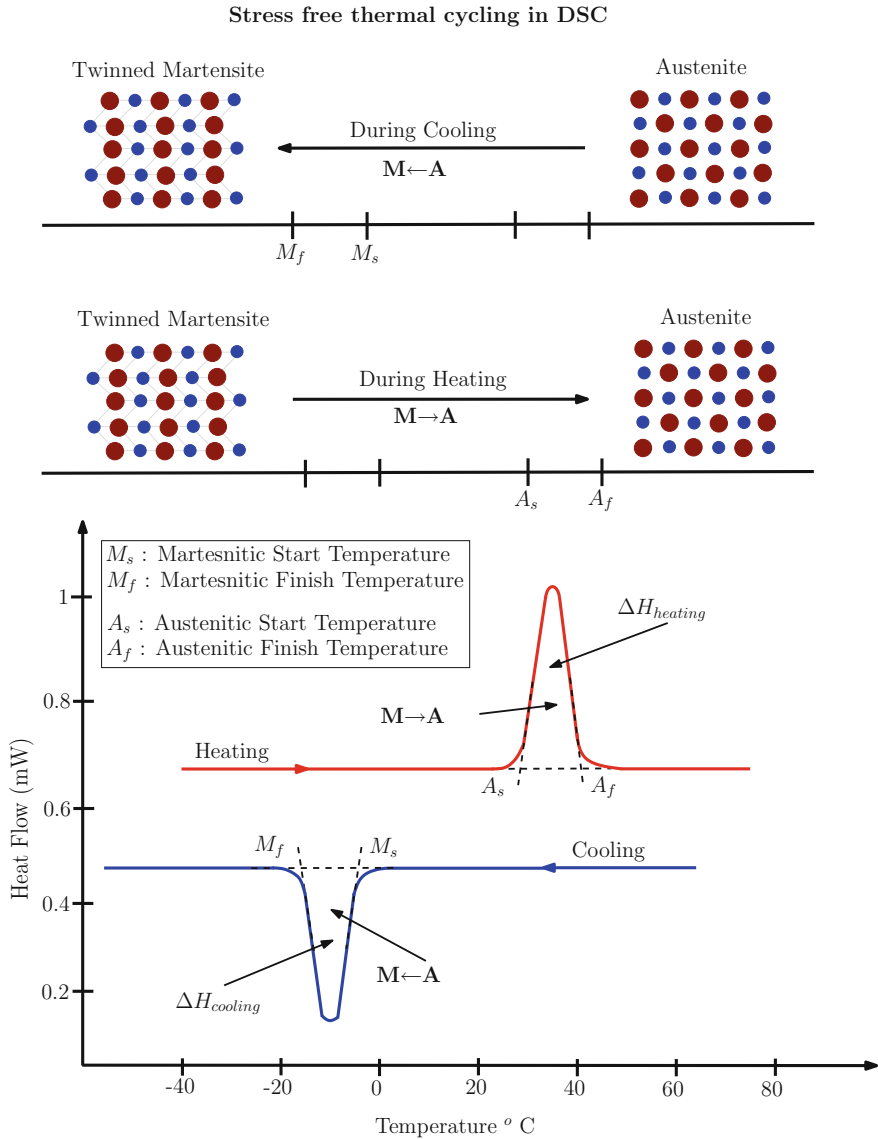 Stress free thermal cycling in DSC
Twinned Martensite
Austenite
During Cooling
M←A
M_f
M_s
Twinned Martensite
Austenite
During Heating
M→A
A_s
A_f
M_s : Martesnitic Start Temperature
M_f : Martesnitic Finish Temperature
A_s : Austenitic Start Temperature
A_f : Austenitic Finish Temperature
1
0.8
0.6
0.4
0.2
Heat Flow (mW)
ΔH_heating
M→A
Heating
A_s
A_f
M_f
M_s
Cooling
M←A
ΔH_cooling
-40
-20
0
20
40
60
80
Temperature ° C